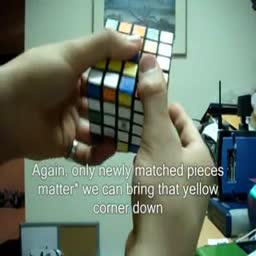 Again, only newly matched pieces
matter* we can bring that yellow
corner down